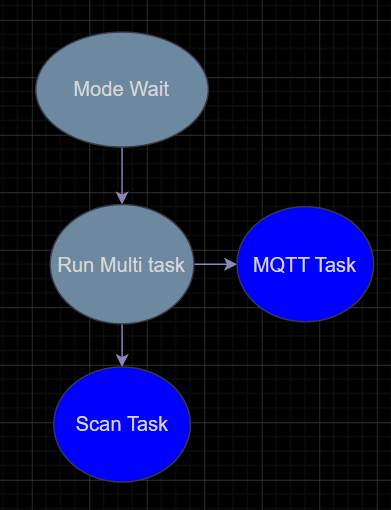 Mode Wait
Run Multi task
MQTT Task
Scan Task